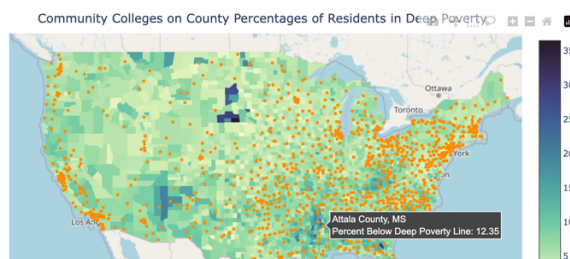 Community Colleges on County Percentages of Residents in Deep Poverty
35
Ottawa
30
Toronto
25
York
20
15
Attala County, MS
Los Ang
Percent Below Deep Poverty Line: 12.35
10
5